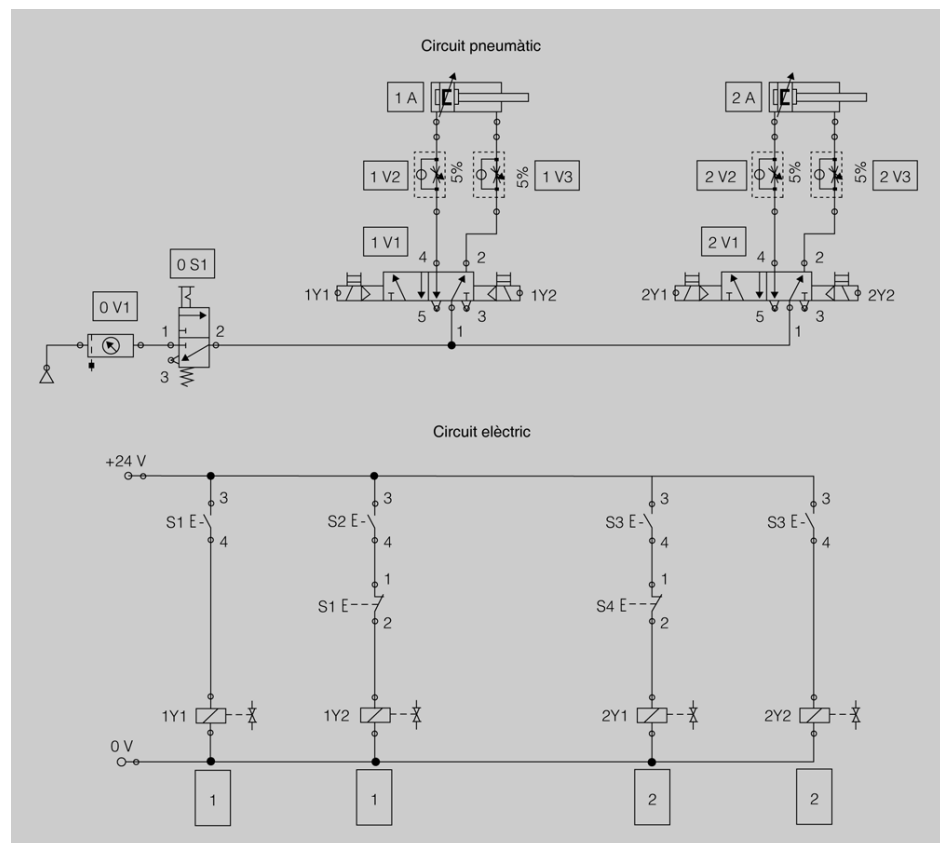 Circuit pneumàtic
1 A
2 A
1 V2
5%
5%
1 V3
2 V2
5%
5%
2 V3
1 V1
4
2
2 V1
4
2
0 S1
1Y1
1Y2
2Y1
2Y2
0 V1
5
1
3
5
1
3
1
2
3
Circuit elèctric
+24 V
3
3
3
3
S1 E
S2 E
S3 E
S3 E
4
4
4
4
1
1
S1 E
S4 E
2
2
1Y1
1Y2
2Y1
2Y2
0 V
1
1
2
2